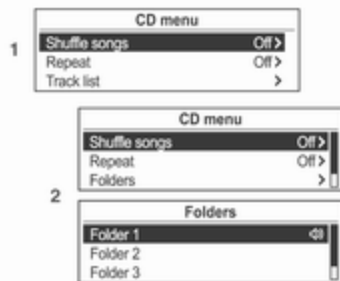 1
CD menu
Shuffle songs Off >
Repeat Off >
Track list >
2
CD menu
Shuffle songs Off >
Repeat Off >
Folders >
Folders
Folder 1
Folder 2
Folder 3